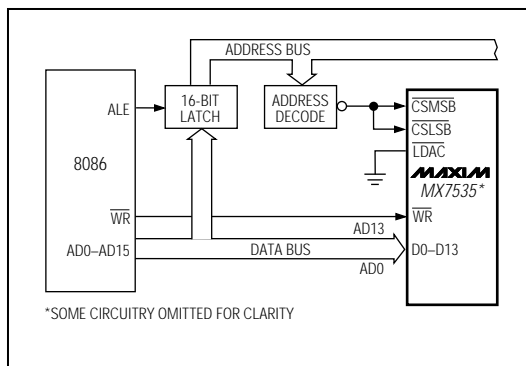 ADDRESS BUS
ALE
16-BIT
LATCH
ADDRESS
DECODE
CSMSB
CSLSB
LDAC
8086
MAXIM
MX7535*
WR
WR
AD13
AD0–AD15
DATA BUS
D0–D13
AD0
*SOME CIRCUITRY OMITTED FOR CLARITY